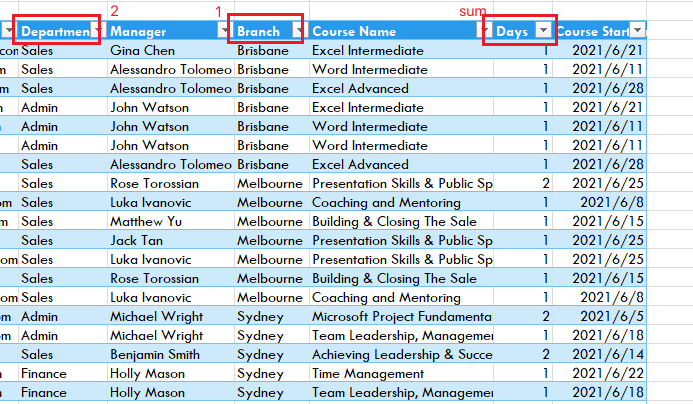 2 1 sum
Departmen Manager Branch Course Name Days Course Start
con Sales Gina Chen Brisbane Excel Intermediate 1 2021/6/21
m Sales Alessandro Tolomeo Brisbane Word Intermediate 1 2021/6/11
om Sales Alessandro Tolomeo Brisbane Excel Advanced 1 2021/6/28
m Admin John Watson Brisbane Excel Intermediate 1 2021/6/21
Admin John Watson Brisbane Word Intermediate 1 2021/6/11
Admin John Watson Brisbane Word Intermediate 1 2021/6/11
Sales Alessandro Tolomeo Brisbane Excel Advanced 1 2021/6/28
Sales Rose Torossian Melbourne Presentation Skills & Public Sp 2 2021/6/25
om Sales Luka Ivanovic Melbourne Coaching and Mentoring 1 2021/6/8
m Sales Matthew Yu Melbourne Building & Closing The Sale 1 2021/6/15
Sales Jack Tan Melbourne Presentation Skills & Public Sp 1 2021/6/25
om Sales Luka Ivanovic Melbourne Presentation Skills & Public Sp 1 2021/6/25
Sales Rose Torossian Melbourne Building & Closing The Sale 1 2021/6/15
om Sales Luka Ivanovic Melbourne Coaching and Mentoring 1 2021/6/8
om Admin Michael Wright Sydney Microsoft Project Fundamenta 2 2021/6/5
om Admin Michael Wright Sydney Team Leadership, Managemen 1 2021/6/18
Sales Benjamin Smith Sydney Achieving Leadership & Succe 2 2021/6/14
Finance Holly Mason Sydney Time Management 1 2021/6/22
Finance Holly Mason Sydney Team Leadership, Managemen 1 2021/6/18